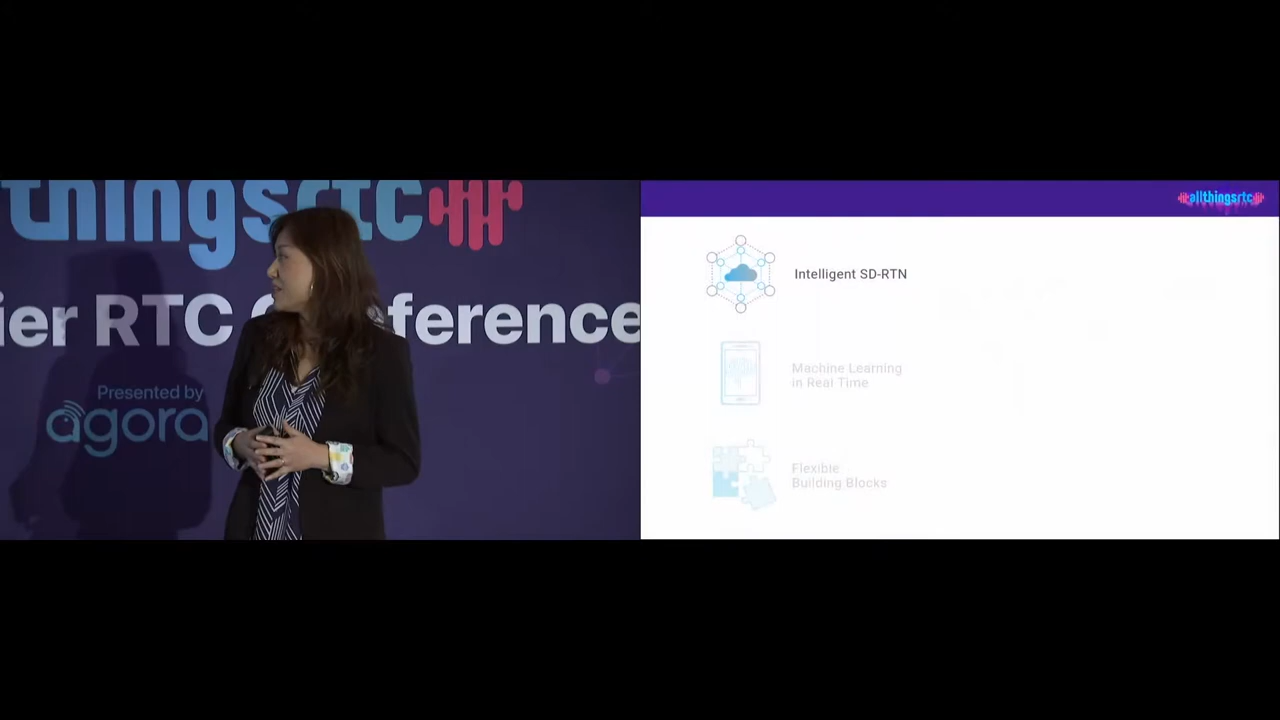 thingsrtc
ier RTC C ference
Presented by
agora
allthingsrtc
Intelligent SD-RTN
Machine Learning
in Real Time
Flexible
Building Blocks